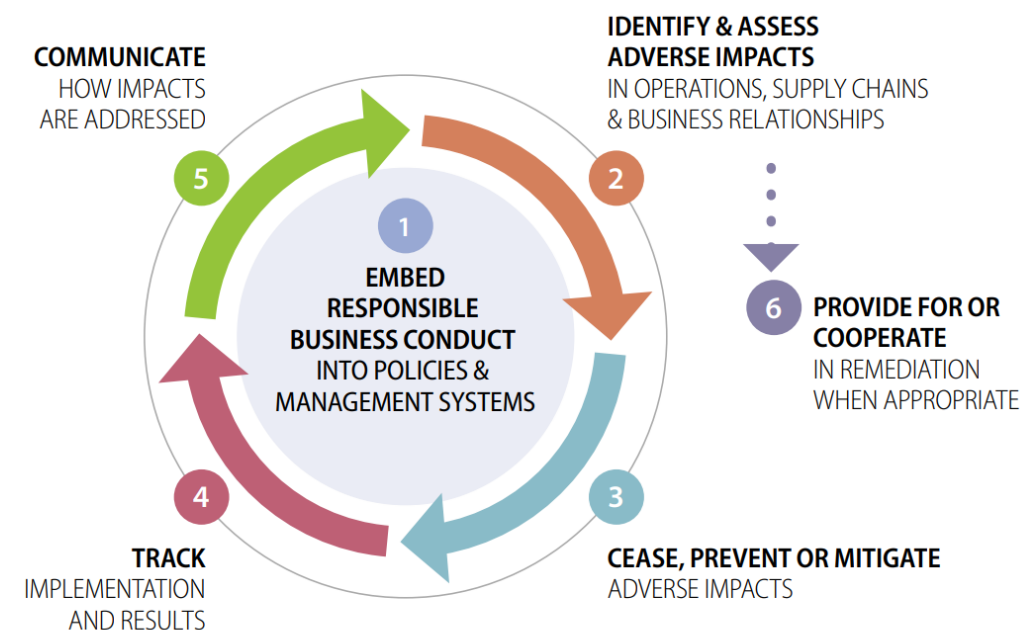 1
EMBED
RESPONSIBLE
BUSINESS CONDUCT
INTO POLICIES &
MANAGEMENT SYSTEMS
2
IDENTIFY & ASSESS
ADVERSE IMPACTS
IN OPERATIONS, SUPPLY CHAINS
& BUSINESS RELATIONSHIPS
3
CEASE, PREVENT OR MITIGATE
ADVERSE IMPACTS
4
TRACK
IMPLEMENTATION
AND RESULTS
5
COMMUNICATE
HOW IMPACTS
ARE ADDRESSED
6
PROVIDE FOR OR
COOPERATE
IN REMEDIATION
WHEN APPROPRIATE